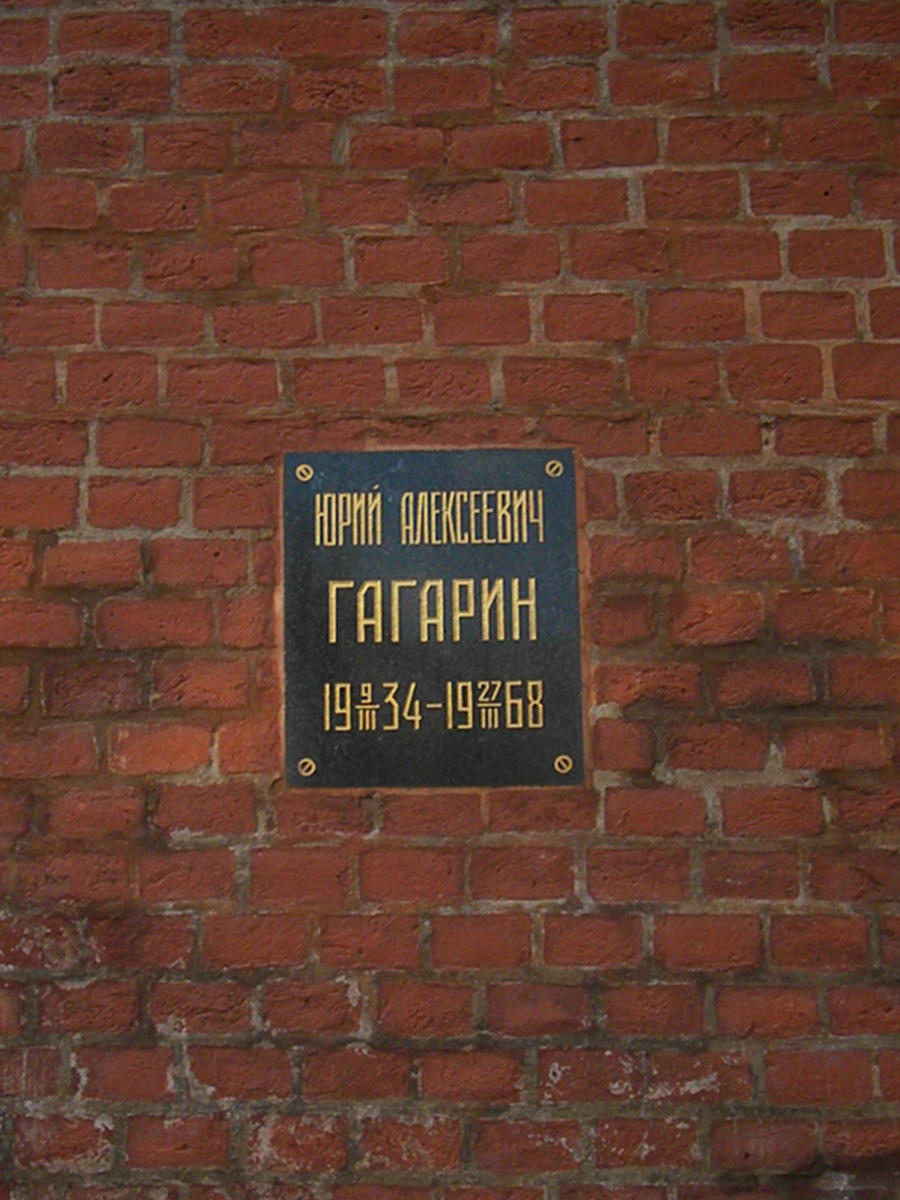 ЮРИЙ АЛЕКСЕЕВИЧ
ГАГАРИН
19 9/III 34-19 27/III 68